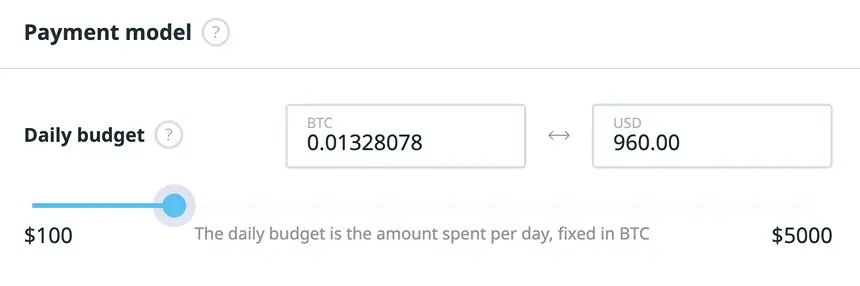 Payment model ?
Daily budget ?
BTC
0.01328078
USD
960.00
$100
The daily budget is the amount spent per day, fixed in BTC
$5000